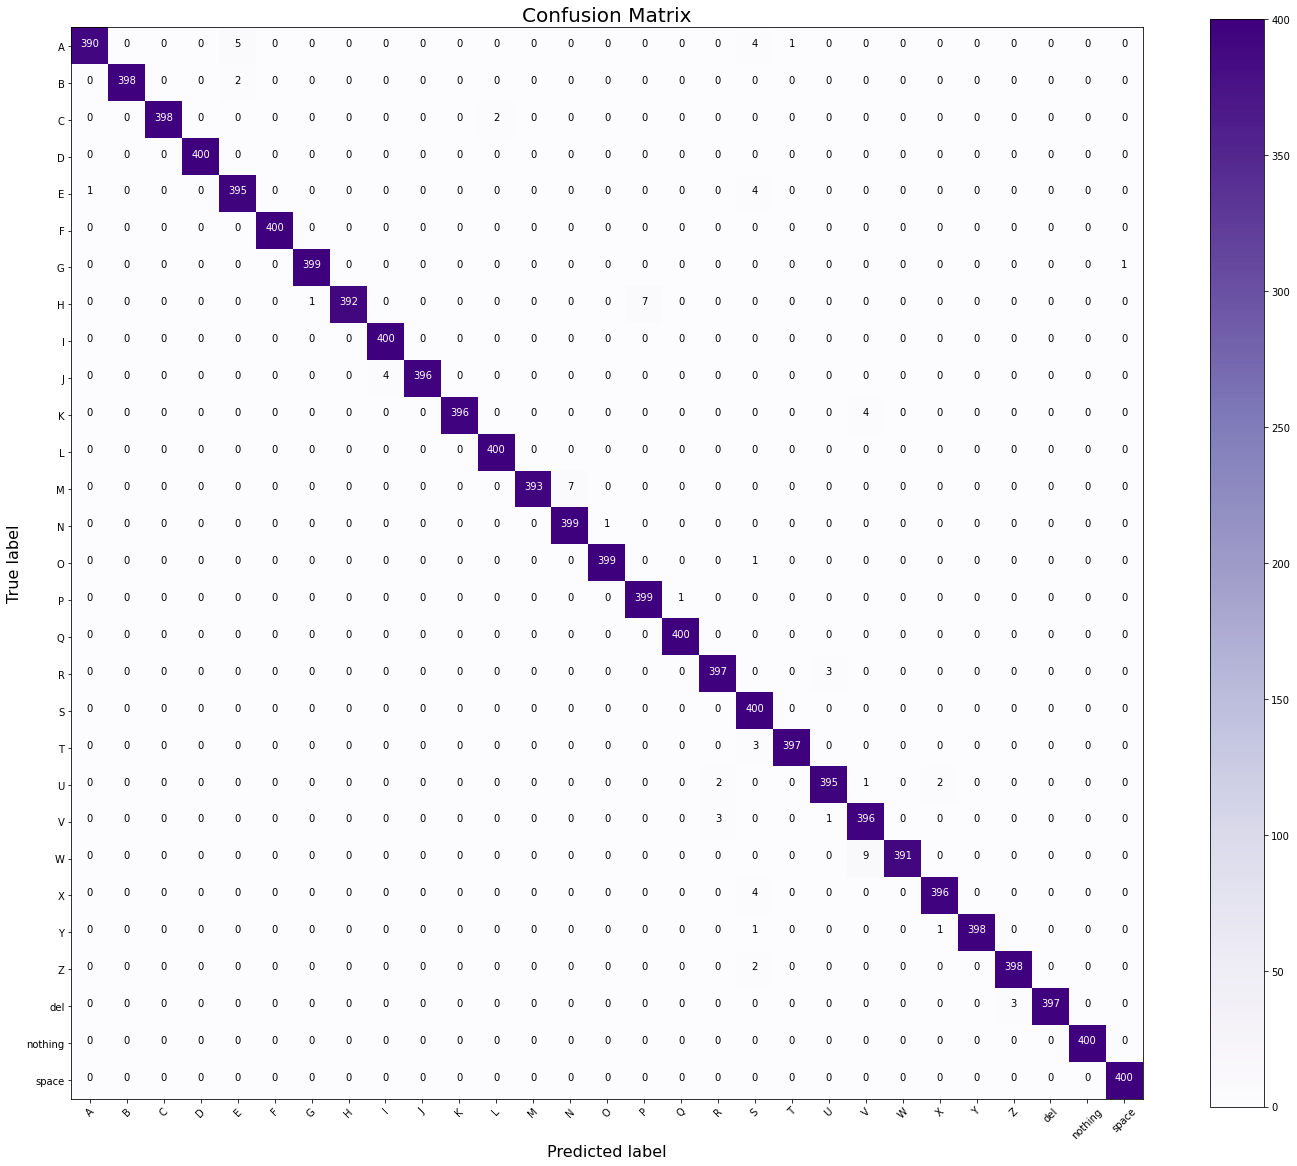 Confusion Matrix
A 390 0 0 0 5 0 0 0 0 0 0 0 0 0 0 0 0 0 4 1 0 0 0 0 0 0 0 0 0
B 0 398 0 0 2 0 0 0 0 0 0 0 0 0 0 0 0 0 0 0 0 0 0 0 0 0 0 0 0
C 0 0 398 0 0 0 0 0 0 0 0 2 0 0 0 0 0 0 0 0 0 0 0 0 0 0 0 0 0
D 0 0 0 400 0 0 0 0 0 0 0 0 0 0 0 0 0 0 0 0 0 0 0 0 0 0 0 0 0
E 1 0 0 0 395 0 0 0 0 0 0 0 0 0 0 0 0 0 4 0 0 0 0 0 0 0 0 0 0
F 0 0 0 0 0 400 0 0 0 0 0 0 0 0 0 0 0 0 0 0 0 0 0 0 0 0 0 0 0
G 0 0 0 0 0 0 399 0 0 0 0 0 0 0 0 0 0 0 0 0 0 0 0 0 0 0 0 0 1
H 0 0 0 0 0 0 1 392 0 0 0 0 0 0 0 7 0 0 0 0 0 0 0 0 0 0 0 0 0
I 0 0 0 0 0 0 0 0 400 0 0 0 0 0 0 0 0 0 0 0 0 0 0 0 0 0 0 0 0
J 0 0 0 0 0 0 0 0 4 396 0 0 0 0 0 0 0 0 0 0 0 0 0 0 0 0 0 0 0
K 0 0 0 0 0 0 0 0 0 0 396 0 0 0 0 0 0 0 0 0 0 4 0 0 0 0 0 0 0
L 0 0 0 0 0 0 0 0 0 0 0 400 0 0 0 0 0 0 0 0 0 0 0 0 0 0 0 0 0
M 0 0 0 0 0 0 0 0 0 0 0 0 393 7 0 0 0 0 0 0 0 0 0 0 0 0 0 0 0
N 0 0 0 0 0 0 0 0 0 0 0 0 0 399 1 0 0 0 0 0 0 0 0 0 0 0 0 0 0
O 0 0 0 0 0 0 0 0 0 0 0 0 0 0 399 0 0 0 1 0 0 0 0 0 0 0 0 0 0
P 0 0 0 0 0 0 0 0 0 0 0 0 0 0 0 399 1 0 0 0 0 0 0 0 0 0 0 0 0
Q 0 0 0 0 0 0 0 0 0 0 0 0 0 0 0 0 400 0 0 0 0 0 0 0 0 0 0 0 0
R 0 0 0 0 0 0 0 0 0 0 0 0 0 0 0 0 0 397 0 0 3 0 0 0 0 0 0 0 0
S 0 0 0 0 0 0 0 0 0 0 0 0 0 0 0 0 0 0 400 0 0 0 0 0 0 0 0 0 0
T 0 0 0 0 0 0 0 0 0 0 0 0 0 0 0 0 0 0 3 397 0 0 0 0 0 0 0 0 0
U 0 0 0 0 0 0 0 0 0 0 0 0 0 0 0 0 0 2 0 0 395 1 0 2 0 0 0 0 0
V 0 0 0 0 0 0 0 0 0 0 0 0 0 0 0 0 0 3 0 0 1 396 0 0 0 0 0 0 0
W 0 0 0 0 0 0 0 0 0 0 0 0 0 0 0 0 0 0 0 0 0 9 391 0 0 0 0 0 0
X 0 0 0 0 0 0 0 0 0 0 0 0 0 0 0 0 0 0 4 0 0 0 0 396 0 0 0 0 0
Y 0 0 0 0 0 0 0 0 0 0 0 0 0 0 0 0 0 0 1 0 0 0 0 1 398 0 0 0 0
Z 0 0 0 0 0 0 0 0 0 0 0 0 0 0 0 0 0 0 2 0 0 0 0 0 0 398 0 0 0
del 0 0 0 0 0 0 0 0 0 0 0 0 0 0 0 0 0 0 0 0 0 0 0 0 0 3 397 0 0
nothing 0 0 0 0 0 0 0 0 0 0 0 0 0 0 0 0 0 0 0 0 0 0 0 0 0 0 0 400 0
space 0 0 0 0 0 0 0 0 0 0 0 0 0 0 0 0 0 0 0 0 0 0 0 0 0 0 0 0 400
A B C D E F G H I J K L M N O P Q R S T U V W X Y Z del nothing space
Predicted label
True label
400
350
300
250
200
150
100
50
0